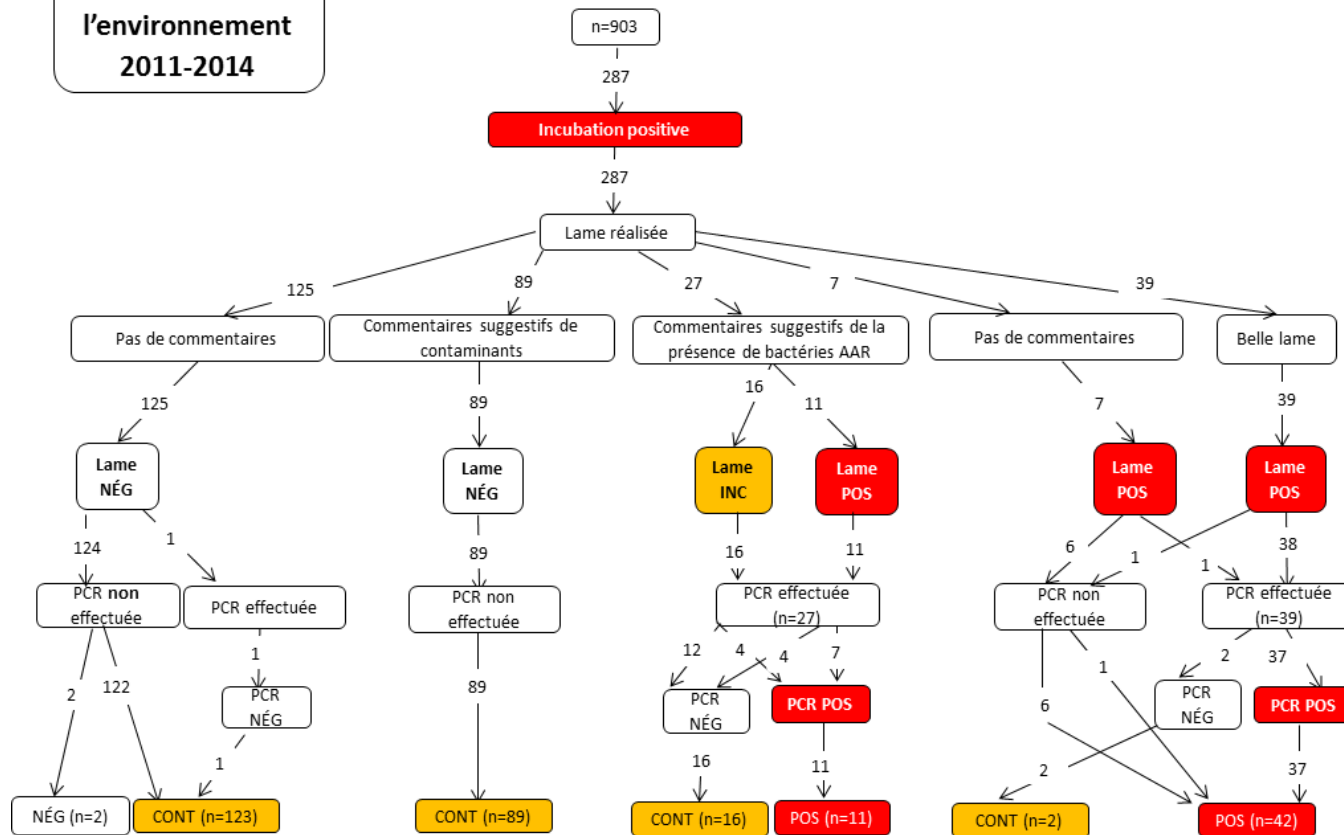 l’environnement
2011-2014
n=903
287
Incubation positive
287
Lame réalisée
125
89
27
7
39
Pas de commentaires
Commentaires suggestifs de
contaminants
Commentaires suggestifs de la
présence de bactéries AAR
Pas de commentaires
Belle lame
125
89
16
11
7
39
Lame
NÉG
Lame
NÉG
Lame
INC
Lame
POS
Lame
POS
Lame
POS
124
1
89
16
11
6
1
1
38
PCR non
effectuée
PCR effectuée
PCR non
effectuée
PCR effectuée
(n=27)
PCR non
effectuée
PCR effectuée
(n=39)
2
122
1
89
12
4
4
7
6
1
2
37
PCR
NÉG
PCR
NÉG
PCR POS
PCR
NÉG
PCR POS
1
16
11
2
37
NÉG (n=2)
CONT (n=123)
CONT (n=89)
CONT (n=16)
POS (n=11)
CONT (n=2)
POS (n=42)